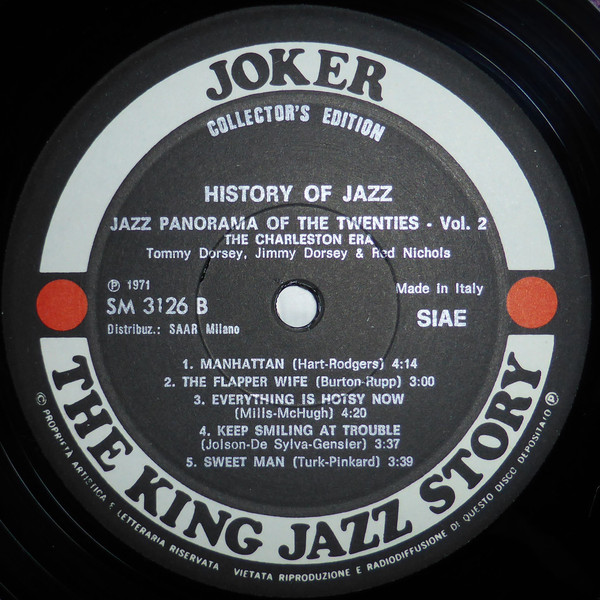 JOKER
COLLECTOR'S EDITION
HISTORY OF JAZZ
JAZZ PANORAMA OF THE TWENTIES - Vol. 2
THE CHARLESTON ERA
Tommy Dorsey, Jimmy Dorsey & Red Nichols
Ⓟ 1971
SM 3126 B
Distribuz.: SAAR Milano
Made in Italy
SIAE
1. MANHATTAN (Hart-Rodgers) 4:14
2. THE FLAPPER WIFE (Burton-Rupp) 3:00
3. EVERYTHING IS HOTSY NOW
(Mills-McHugh) 4:20
4. KEEP SMILING AT TROUBLE
(Jolson-De Sylva-Gensler) 3:37
5. SWEET MAN (Turk-Pinkard) 3:39
THE KING JAZZ STORY
© PROPRIETÀ ARTISTICA E LETTERARIA RISERVATA VIETATA RIPRODUZIONE E RADIODIFFUSIONE DI QUESTO DISCO DEPOSITATO Ⓟ